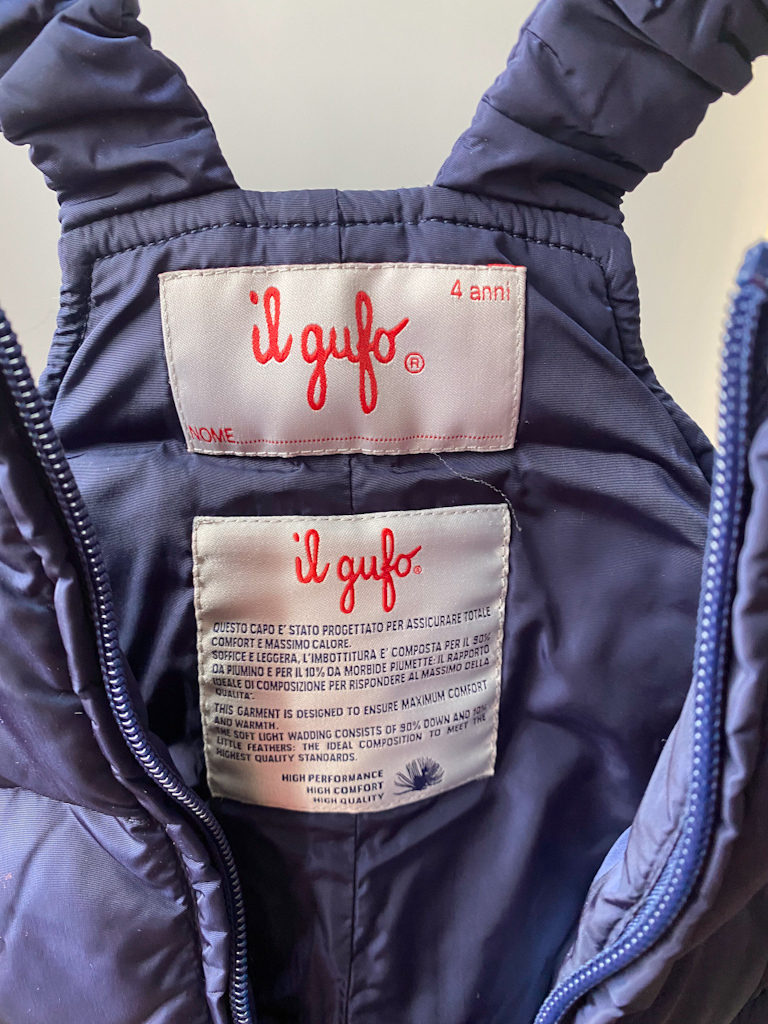 il gufo®
4 anni
NOME
il gufo®
QUESTO CAPO E' STATO PROGETTATO PER ASSICURARE TOTALE
COMFORT E MASSIMO CALORE.
SOFFICE E LEGGERA, L'IMBOTTITURA E' COMPOSTA PER IL 90%
DA PIUMINO E PER IL 10% DA MORBIDE PIUMETTE: IL RAPPORTO
IDEALE DI COMPOSIZIONE PER RISPONDERE AL MASSIMO DELLA
QUALITA'.
THIS GARMENT IS DESIGNED TO ENSURE MAXIMUM COMFORT
AND WARMTH.
THE SOFT LIGHT WADDING CONSISTS OF 90% DOWN AND 10%
LITTLE FEATHERS: THE IDEAL COMPOSITION TO MEET THE
HIGHEST QUALITY STANDARDS.
HIGH PERFORMANCE
HIGH COMFORT
HIGH QUALITY